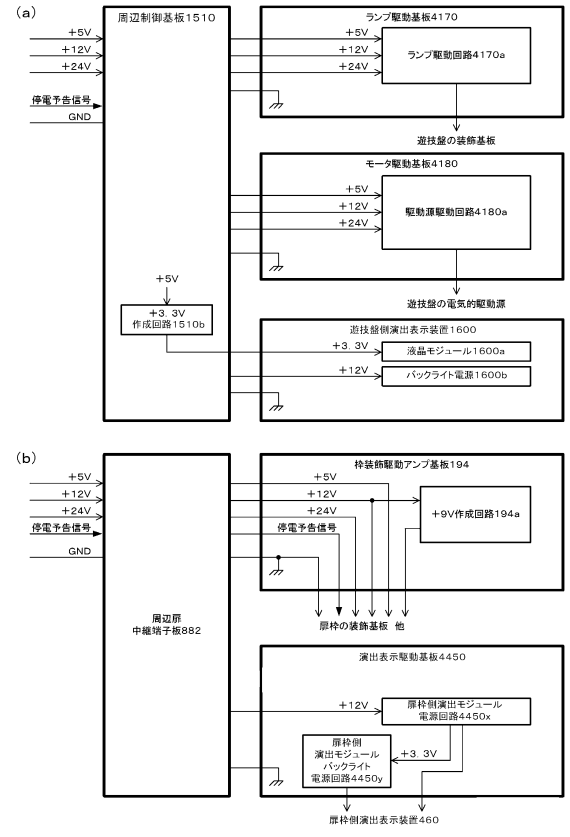 (a)
周辺制御基板1510
ランプ駆動基板4170
+5V
+12V
+24V
停電予告信号
GND
+5V
+12V
+24V
ランプ駆動回路4170a
遊技盤の装飾基板
モータ駆動基板4180
+5V
+12V
+24V
駆動源駆動回路4180a
遊技盤の電気的駆動源
+5V
+3.3V
作成回路1510b
遊技盤側演出表示装置1600
+3.3V
液晶モジュール1600a
+12V
バックライト電源1600b
(b)
枠装飾駆動アンプ基板194
+5V
+12V
+24V
停電予告信号
GND
+5V
+12V
+24V
停電予告信号
+9V作成回路194a
扉枠の装飾基板 他
周辺扉
中継端子板882
演出表示駆動基板4450
+12V
扉枠側演出モジュール
電源回路4450x
+3.3V
扉枠側
演出モジュール
バックライト
電源回路4450y
扉枠側演出表示装置460